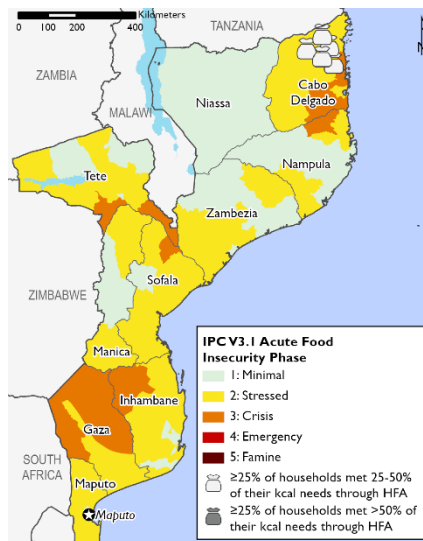 Kilometers
0 100 200 400
TANZANIA
ZAMBIA
MALAWI
Niassa
Cabo
Delgado
Nampula
Tete
Zambezia
Sofala
ZIMBABWE
Manica
Inhambane
Gaza
SOUTH
AFRICA
Maputo
Maputo
IPC V3.1 Acute Food
Insecurity Phase
1: Minimal
2: Stressed
3: Crisis
4: Emergency
5: Famine
≥25% of households met 25-50%
of their kcal needs through HFA
≥25% of households met >50% of
their kcal needs through HFA